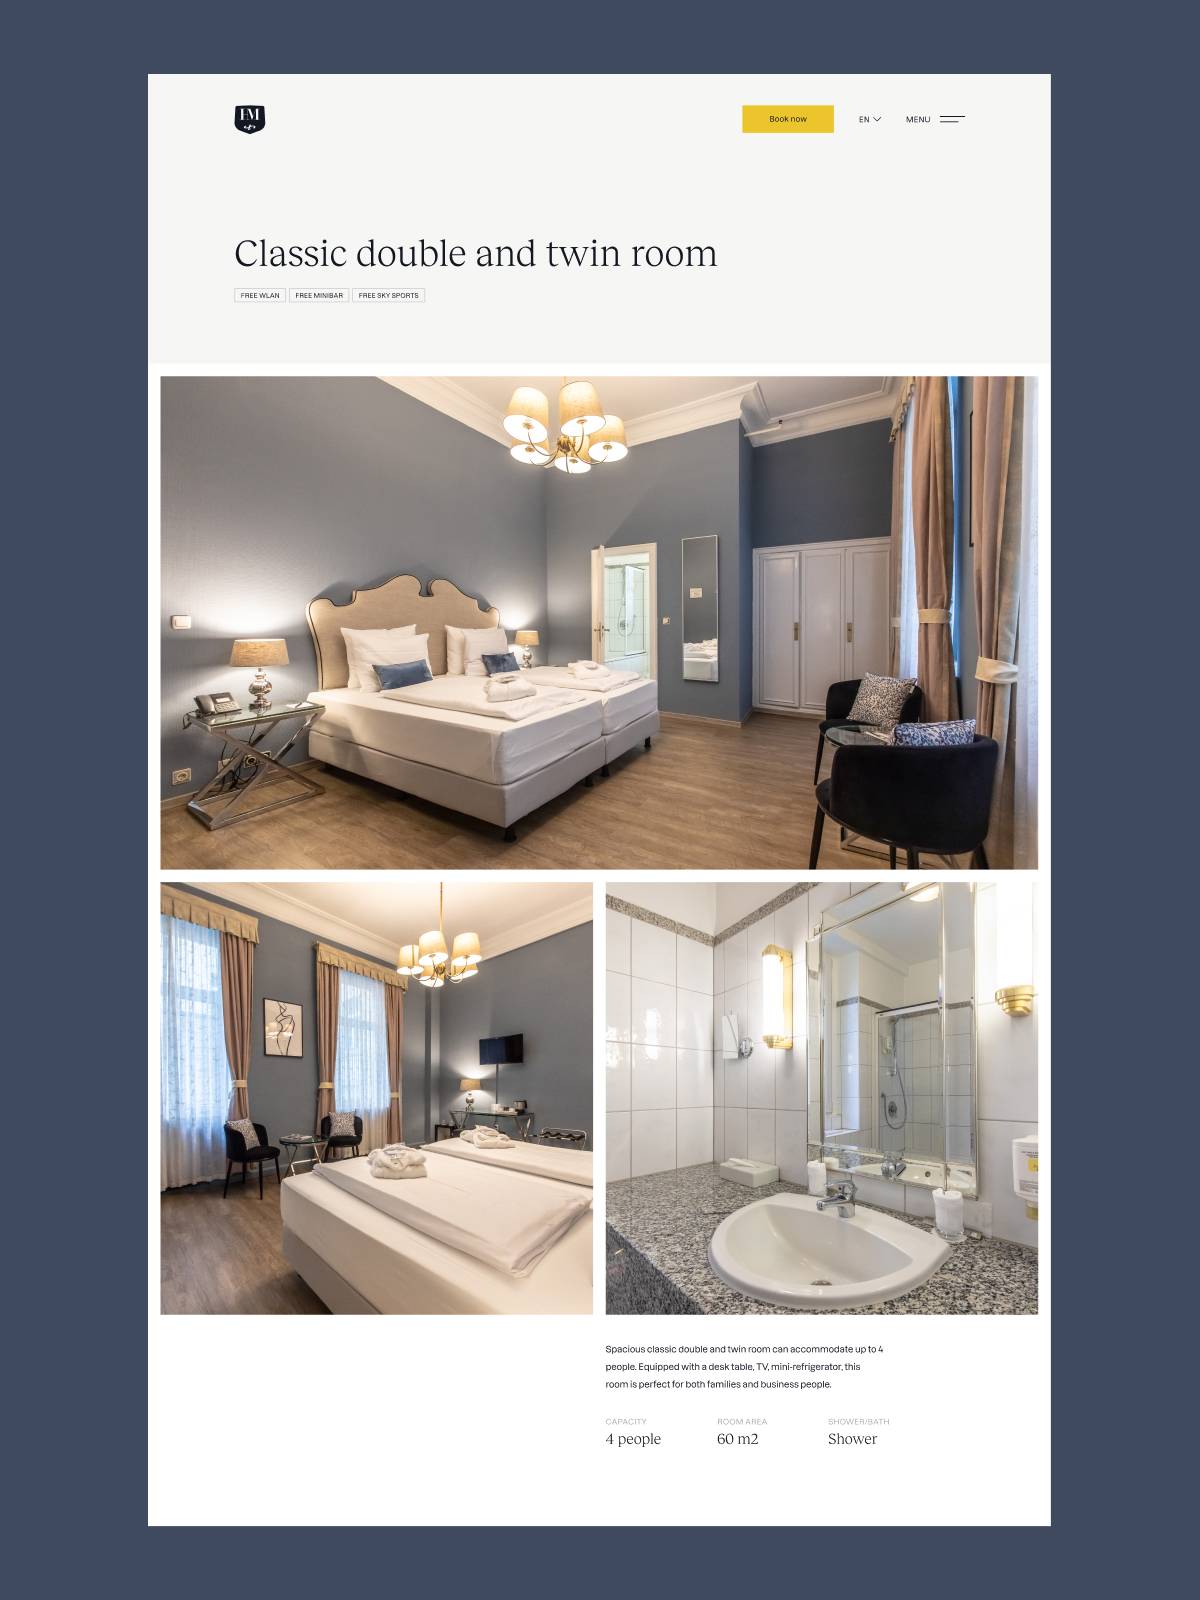 HM
Book now
EN
MENU
Classic double and twin room
FREE WLAN
FREE MINIBAR
FREE SKY SPORTS
Spacious classic double and twin room can accommodate up to 4
people. Equipped with a desk table, TV, mini-refrigerator, this
room is perfect for both families and business people.
CAPACITY
ROOM AREA
SHOWER/BATH
4 people
60 m2
Shower